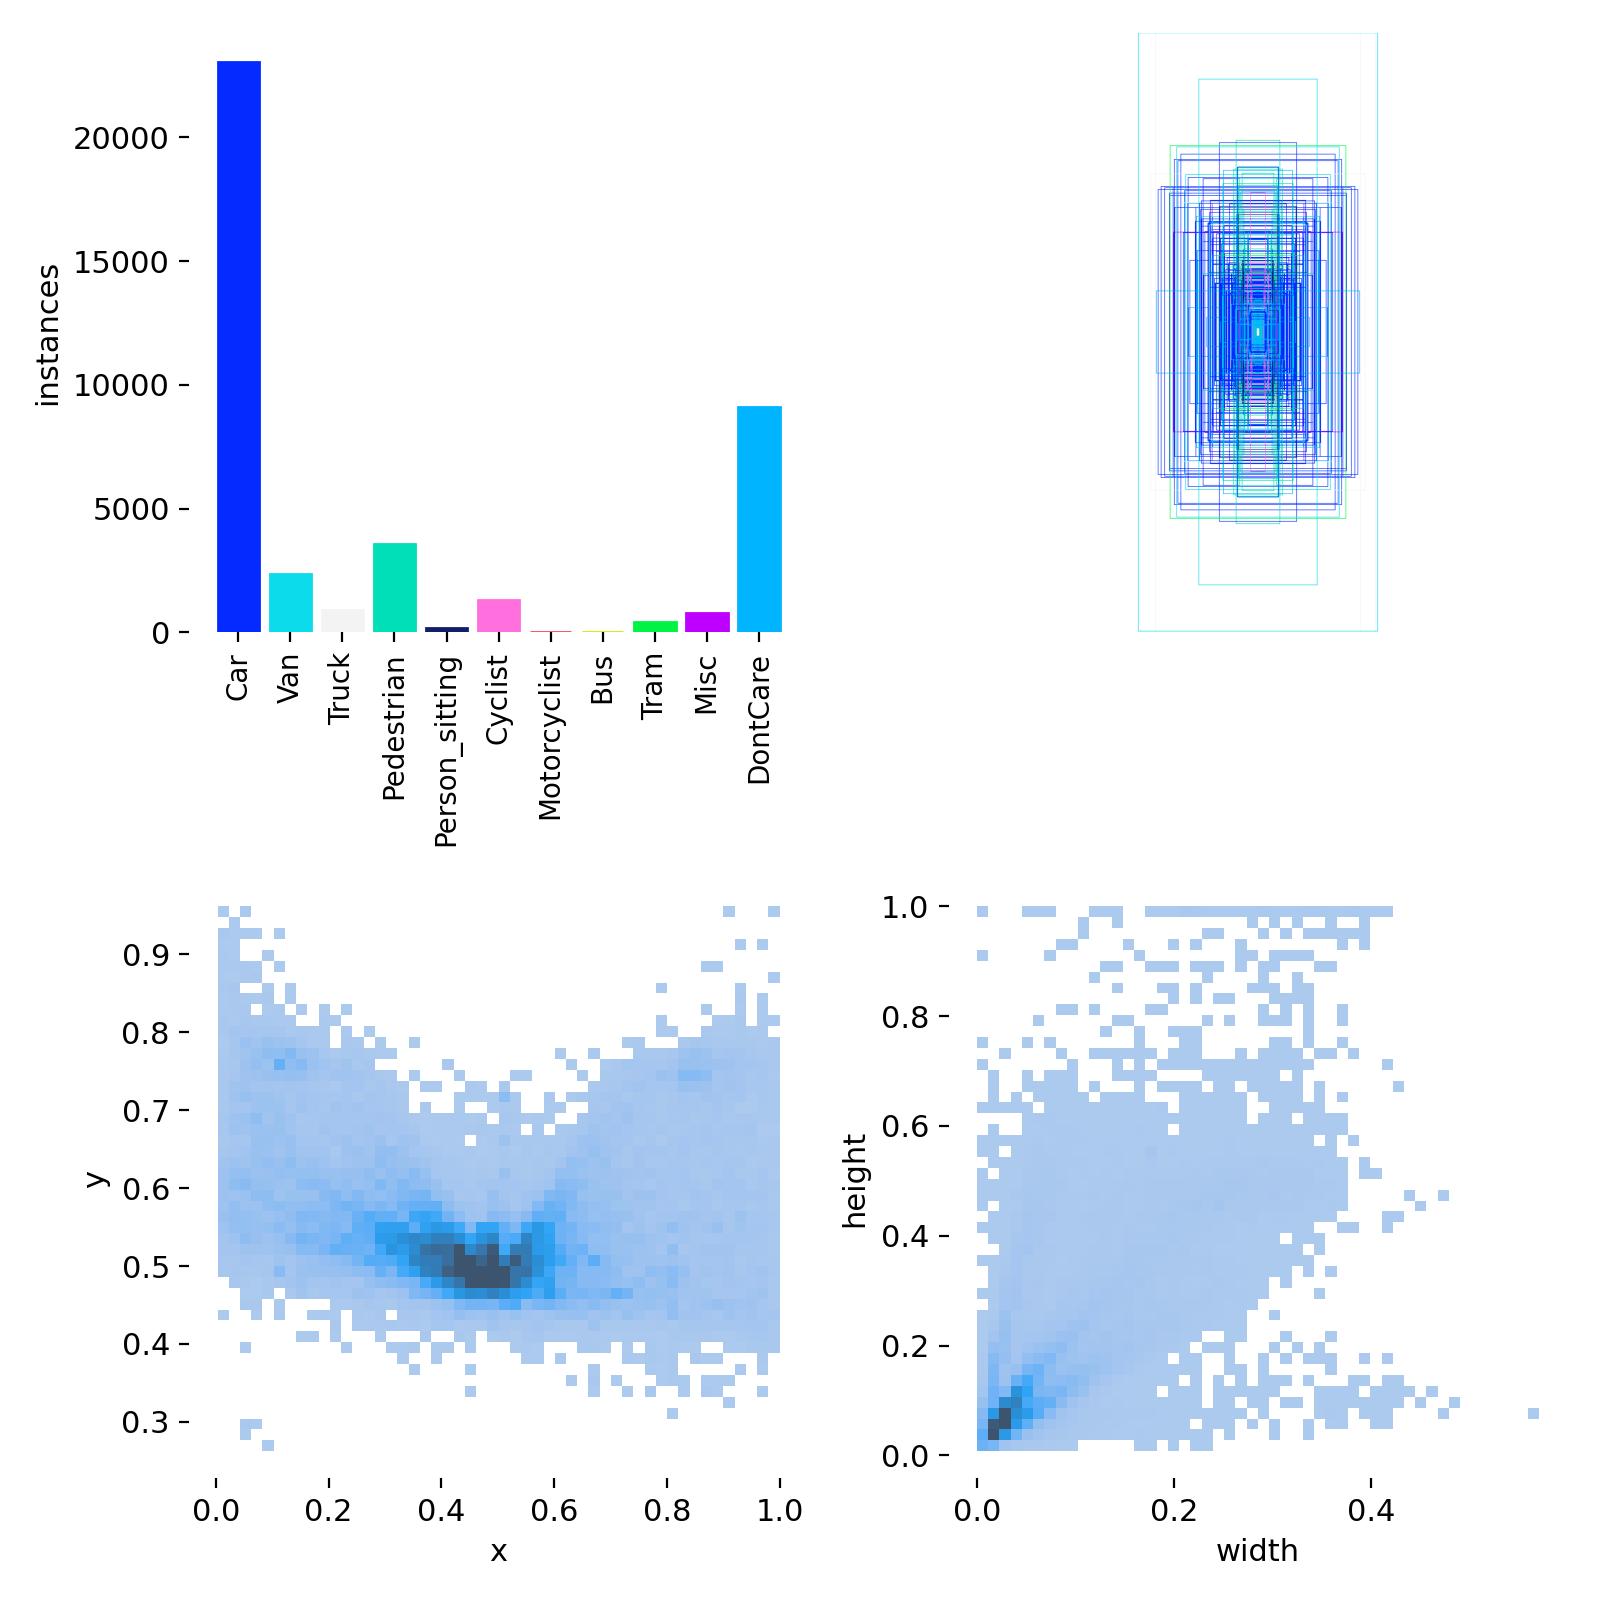 instances
20000
15000
10000
5000
0
Car
Van
Truck
Pedestrian
Person_sitting
Cyclist
Motorcyclist
Bus
Tram
Misc
DontCare
y
0.9
0.8
0.7
0.6
0.5
0.4
0.3
0.0 0.2 0.4 0.6 0.8 1.0
x
height
1.0
0.8
0.6
0.4
0.2
0.0
0.0 0.2 0.4
width